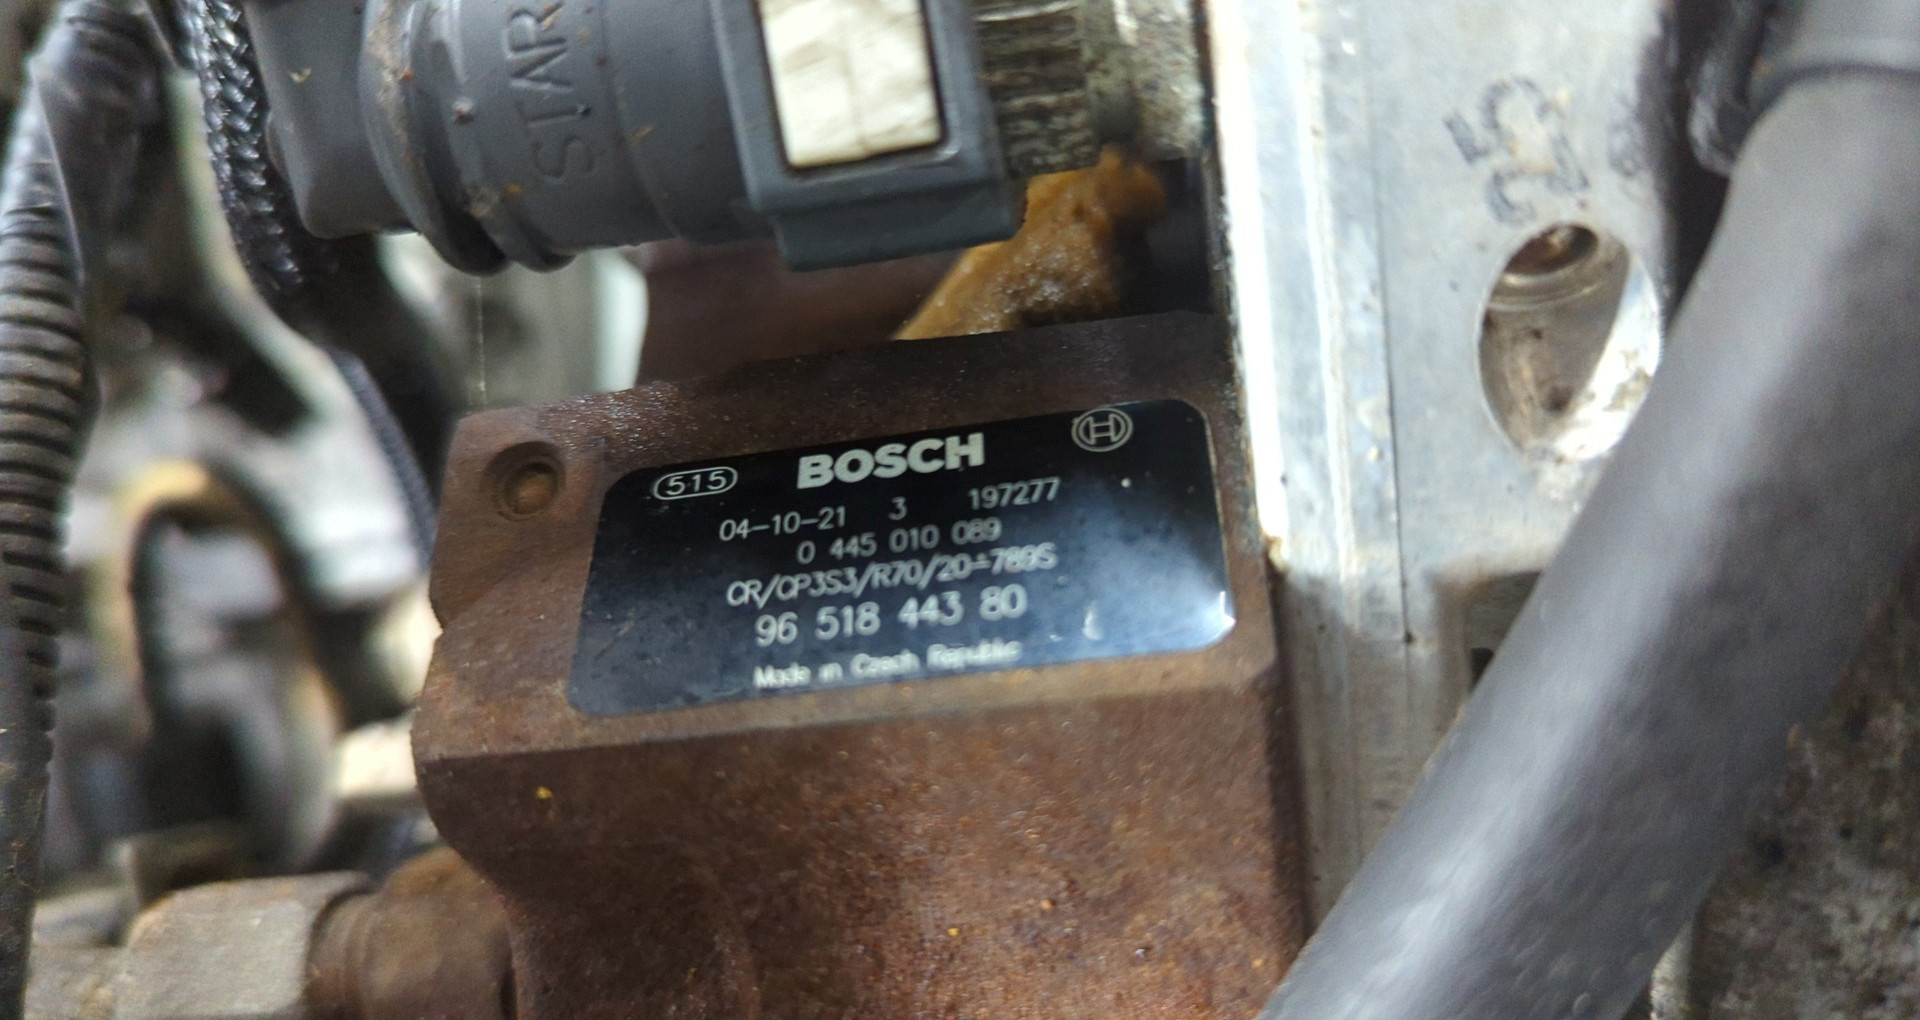 STAR
25
515 BOSCH
04-10-21 3 197277
0 445 010 089
CR/CP3S3/R70/20-789S
96 518 443 80
Made in Czech Republic